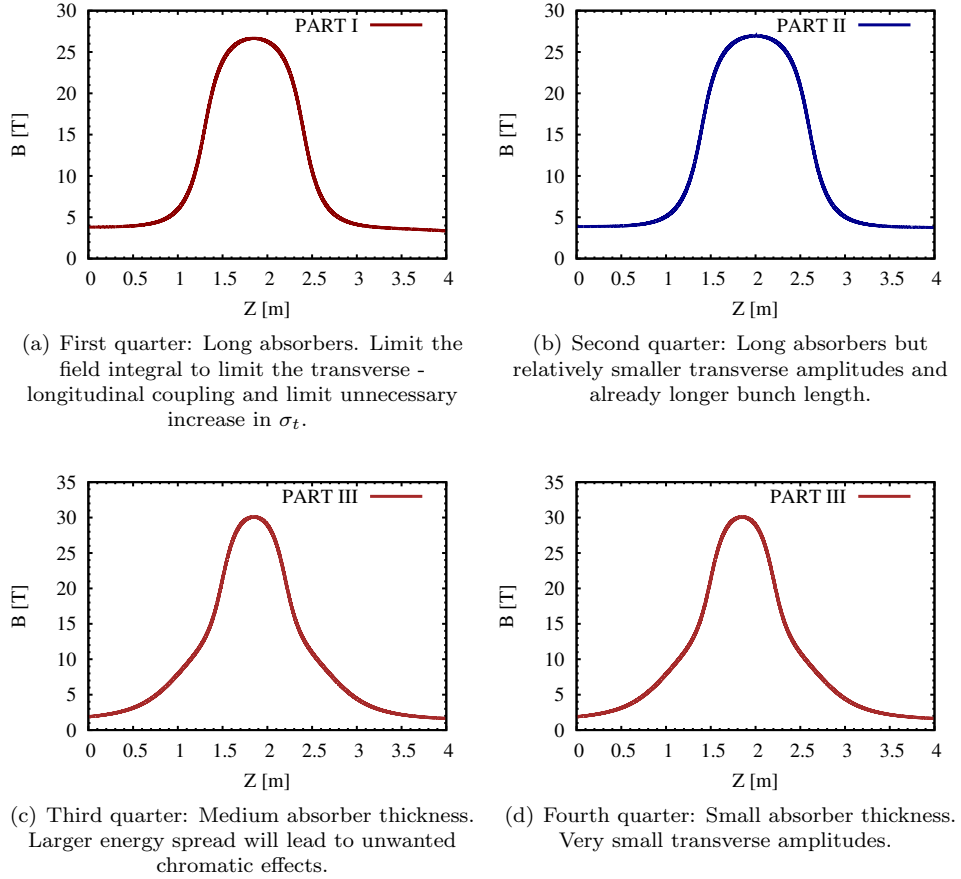 PART I
B [T]
30
25
20
15
10
5
0
0 0.5 1 1.5 2 2.5 3 3.5 4
Z [m]
(a) First quarter: Long absorbers. Limit the
field integral to limit the transverse -
longitudinal coupling and limit unnecessary
increase in σt.
PART II
B [T]
30
25
20
15
10
5
0
0 0.5 1 1.5 2 2.5 3 3.5 4
Z [m]
(b) Second quarter: Long absorbers but
relatively smaller transverse amplitudes and
already longer bunch length.
PART III
B [T]
35
30
25
20
15
10
5
0
0 0.5 1 1.5 2 2.5 3 3.5 4
Z [m]
(c) Third quarter: Medium absorber thickness.
Larger energy spread will lead to unwanted
chromatic effects.
PART III
B [T]
35
30
25
20
15
10
5
0
0 0.5 1 1.5 2 2.5 3 3.5 4
Z [m]
(d) Fourth quarter: Small absorber thickness.
Very small transverse amplitudes.